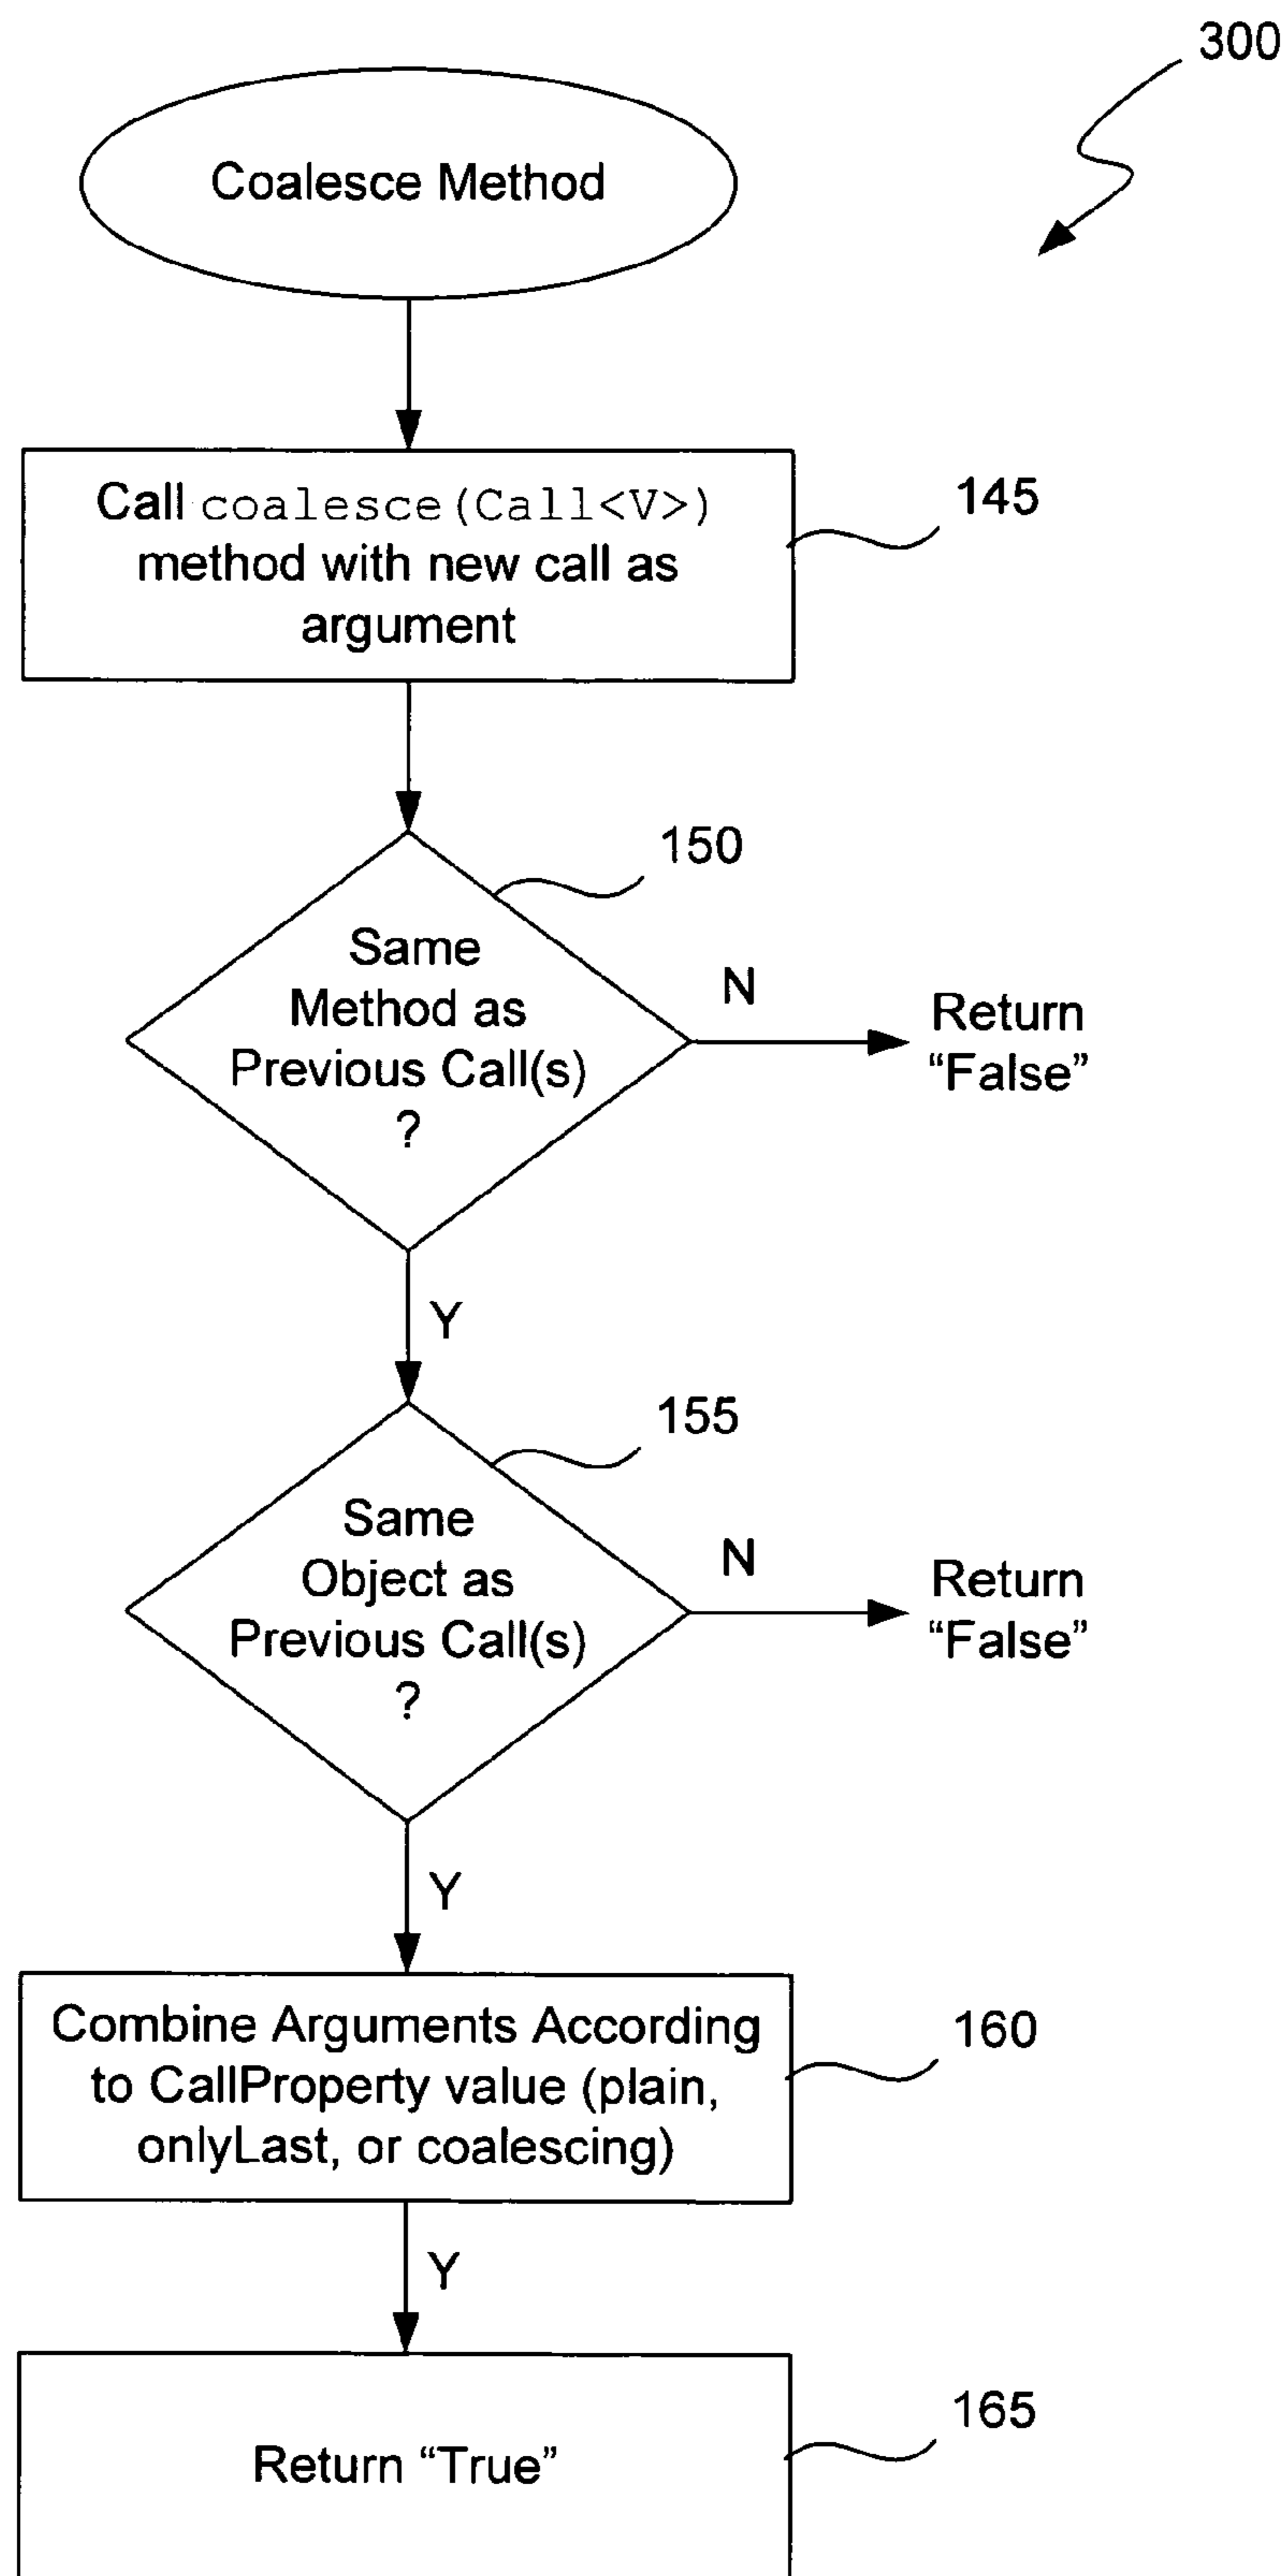 300
Coalesce Method
Call coalesce(Call<V>)
method with new call as
argument
145
150
Same
Method as
Previous Call(s)
?
N
Return
“False”
Y
155
Same
Object as
Previous Call(s)
?
N
Return
“False”
Y
Combine Arguments According
to CallProperty value (plain,
onlyLast, or coalescing)
160
Y
Return “True”
165